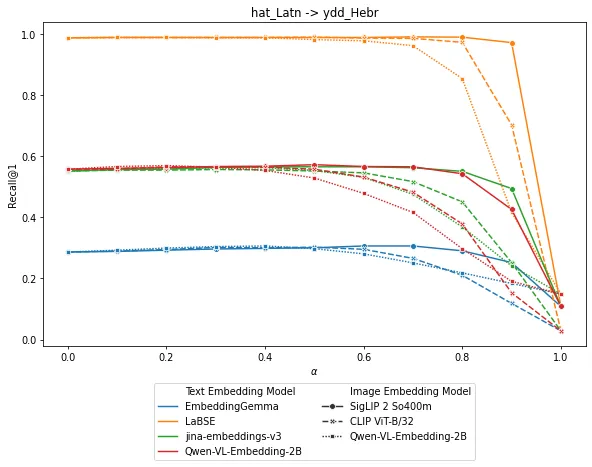 hat_Latn -> ydd_Hebr
1.0
0.8
0.6
0.4
0.2
0.0
Recall@1
0.0 0.2 0.4 0.6 0.8 1.0
α
Text Embedding Model Image Embedding Model
EmbeddingGemma SigLIP 2 So400m
LaBSE CLIP ViT-B/32
jina-embeddings-v3 Qwen-VL-Embedding-2B
Qwen-VL-Embedding-2B